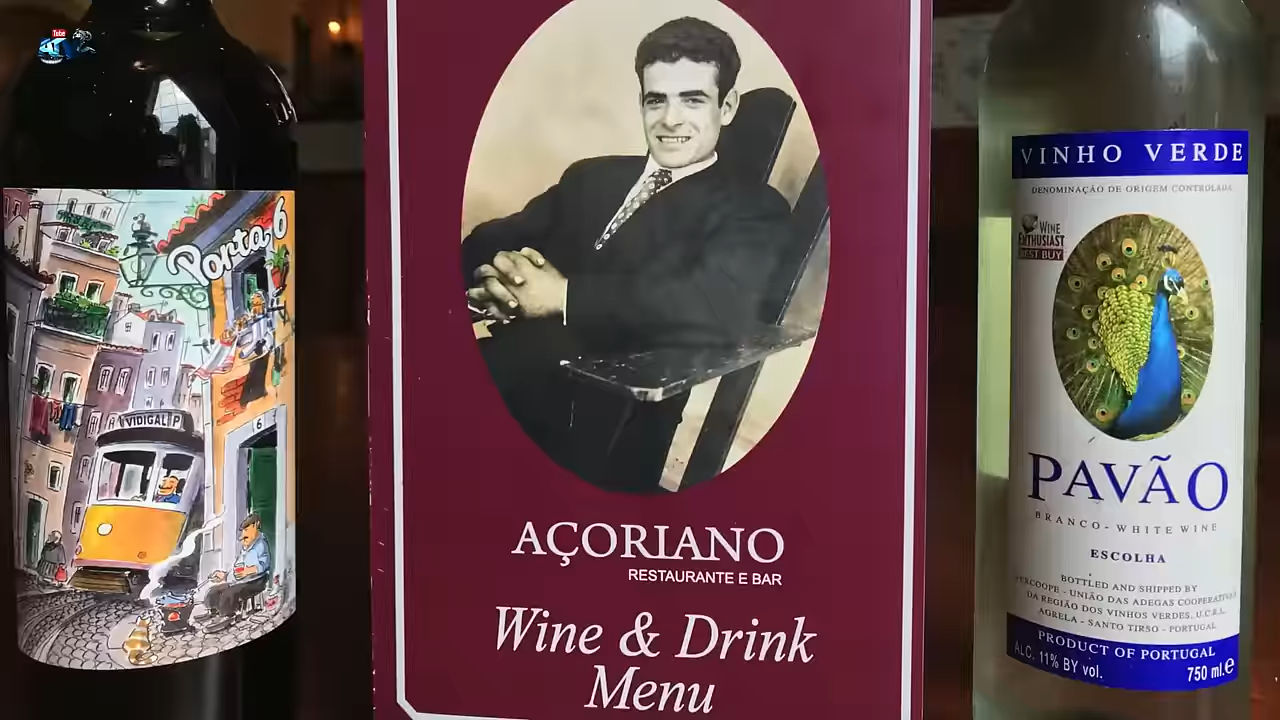 Tube
Porta 6
VIDIGAL P
6
AÇORIANO
RESTAURANTE E BAR
Wine & Drink
Menu
VINHO VERDE
DENOMINAÇÃO DE ORIGEM CONTROLADA
WINE
ENTHUSIAST
BEST BUY
PAVÃO
BRANCO - WHITE WINE
ESCOLHA
BOTTLED AND SHIPPED BY
VERCOOPE - UNIÃO DAS ADEGAS COOPERATIVAS
DA REGIÃO DOS VINHOS VERDES, U.C.R.L.
AGRELA - SANTO TIRSO - PORTUGAL
PRODUCT OF PORTUGAL
ALC. 11% BY vol.
750 ml.e